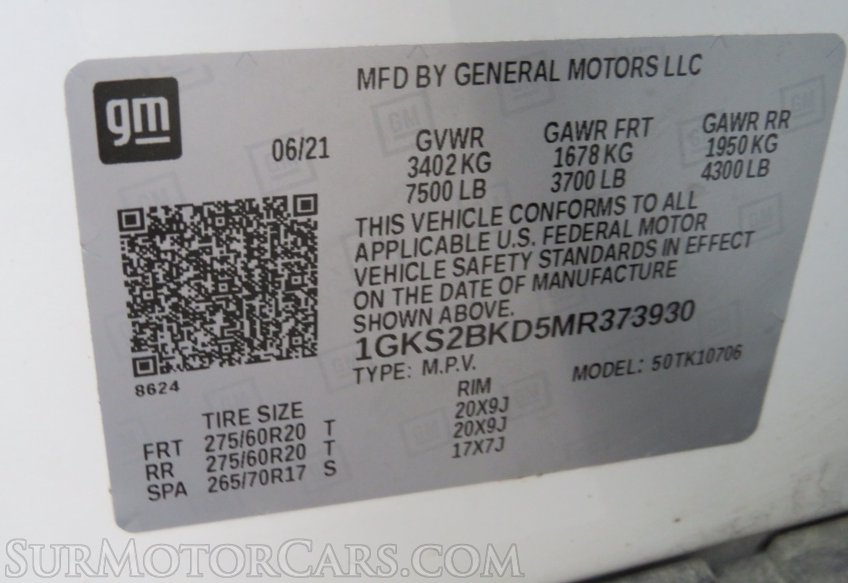 gm
MFD BY GENERAL MOTORS LLC
06/21
GVWR GAWR FRT GAWR RR
3402 KG 1678 KG 1950 KG
7500 LB 3700 LB 4300 LB
THIS VEHICLE CONFORMS TO ALL
APPLICABLE U.S. FEDERAL MOTOR
VEHICLE SAFETY STANDARDS IN EFFECT
ON THE DATE OF MANUFACTURE
SHOWN ABOVE.
1GKS2BKD5MR373930
TYPE: M.P.V. MODEL: 50TK10706
8624
TIRE SIZE RIM
FRT 275/60R20 T 20X9J
RR 275/60R20 T 20X9J
SPA 265/70R17 S 17X7J
SURMOTORCARS.COM